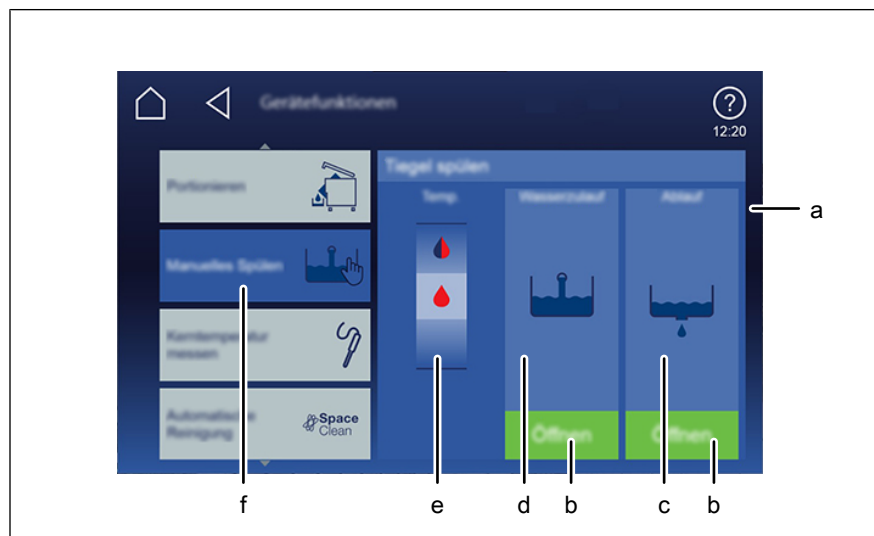 Gerätefunktionen
12:20
Portionieren
Tiegel spülen
Temp.
Wasserzulauf
Ablauf
Manuelles Spülen
Kerntemperatur
messen
Automatische
Reinigung
Space
Clean
Öffnen
Öffnen
a
f
e
d
b
c
b